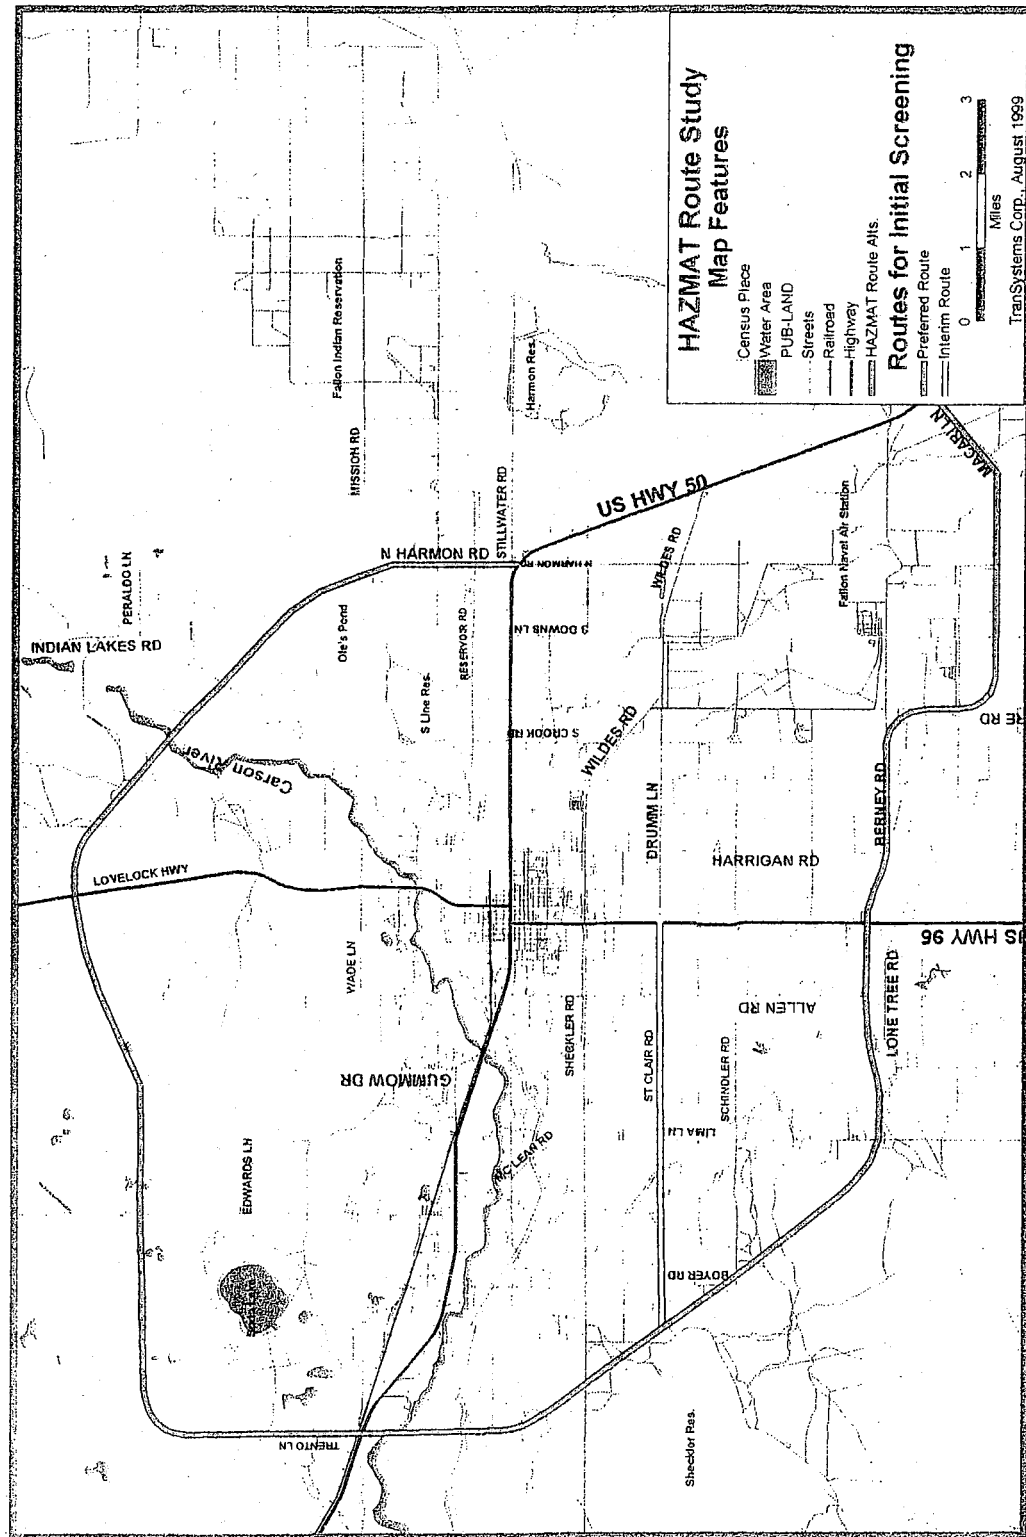 HAZMAT Route Study
Map Features
Census Place
Water Area
PUB-LAND
Streets
Railroad
Highway
HAZMAT Route Alts.
Routes for Initial Screening
Preferred Route
Interim Route
0 1 2 3
Miles
TranSystems Corp., August 1999
INDIAN LAKES RD
PERALDO LN
Carson River
LOVELOCK HWY
N HARMON RD
MISSION RD
Fallon Indian Reservation
Ole's Pond
S Line Res.
RESERVOR RD
STILLWATER RD
Harmon Res.
WADE LN
GUMMOW DR
EDWARDS LN
TRENTO LN
MC LEAN RD
US HWY 50
N HARMON RD
S DOWNS LN
S CROOK RD
WILDES RD
WILDES RD
SHECKLER RD
DRUMM LN
ST CLAIR RD
HARRIGAN RD
Fallon Naval Air Station
BERNEY RD
MACARI LN
RE RD
US HWY 95
ALLEN RD
LONE TREE RD
SCHINDLER RD
LIMA LN
BOYER RD
Sheckler Res.